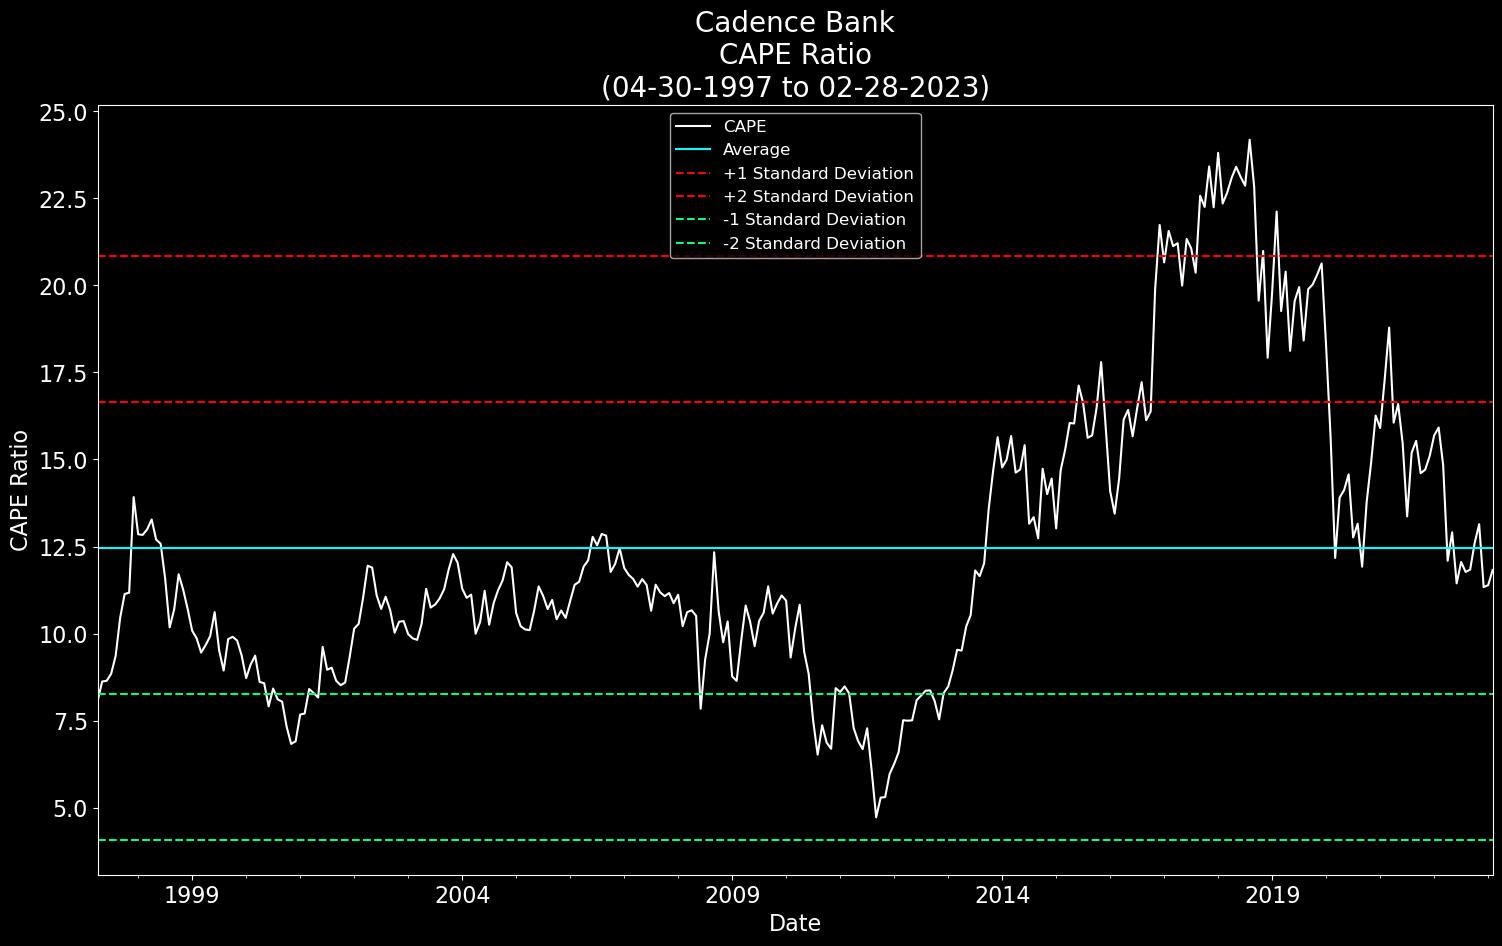 Cadence Bank
CAPE Ratio
(04-30-1997 to 02-28-2023)
25.0
22.5
20.0
17.5
15.0
12.5
10.0
7.5
5.0
CAPE Ratio
CAPE
Average
+1 Standard Deviation
+2 Standard Deviation
-1 Standard Deviation
-2 Standard Deviation
1999 2004 2009 2014 2019
Date